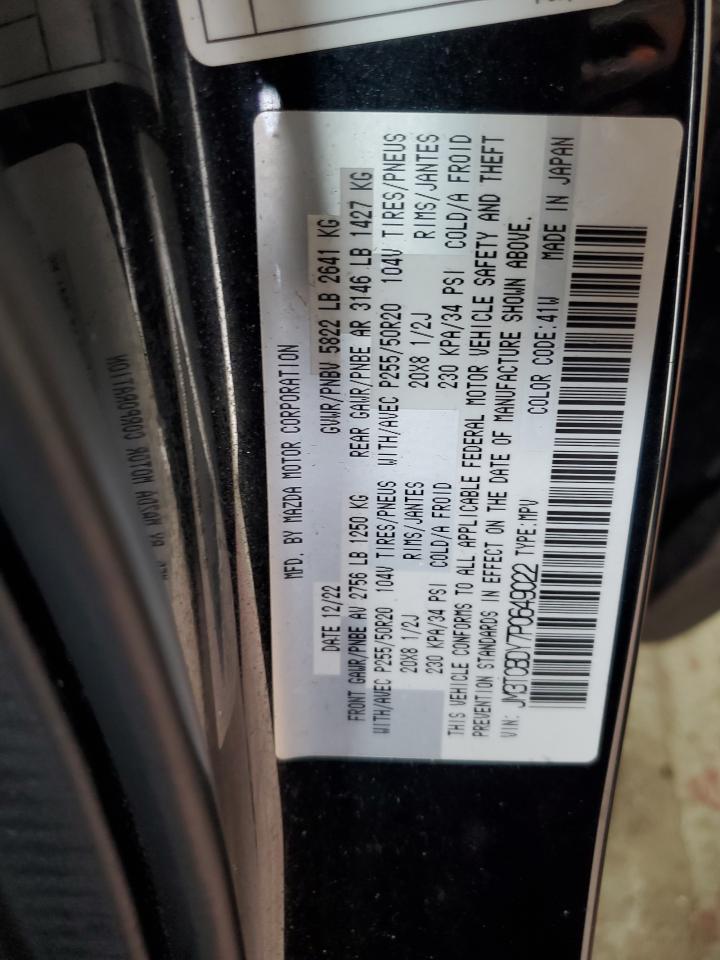 MFD. BY MAZDA MOTOR CORPORATION
DATE 12/22 GVWR/PNBV 5822 LB 2641 KG
FRONT GAWR/PNBE AV 2756 LB 1250 KG REAR GAWR/PNBE AR 3146 LB 1427 KG
WITH/AVEC P255/50R20 104V TIRES/PNEUS WITH/AVEC P255/50R20 104V TIRES/PNEUS
20X8 1/2J RIMS/JANTES 20X8 1/2J RIMS/JANTES
230 KPA/34 PSI COLD/A FROID 230 KPA/34 PSI COLD/A FROID
THIS VEHICLE CONFORMS TO ALL APPLICABLE FEDERAL MOTOR VEHICLE SAFETY AND THEFT
PREVENTION STANDARDS IN EFFECT ON THE DATE OF MANUFACTURE SHOWN ABOVE.
VIN: JM3TCBDY7P0649022 TYPE:MPV COLOR CODE:41W MADE IN JAPAN